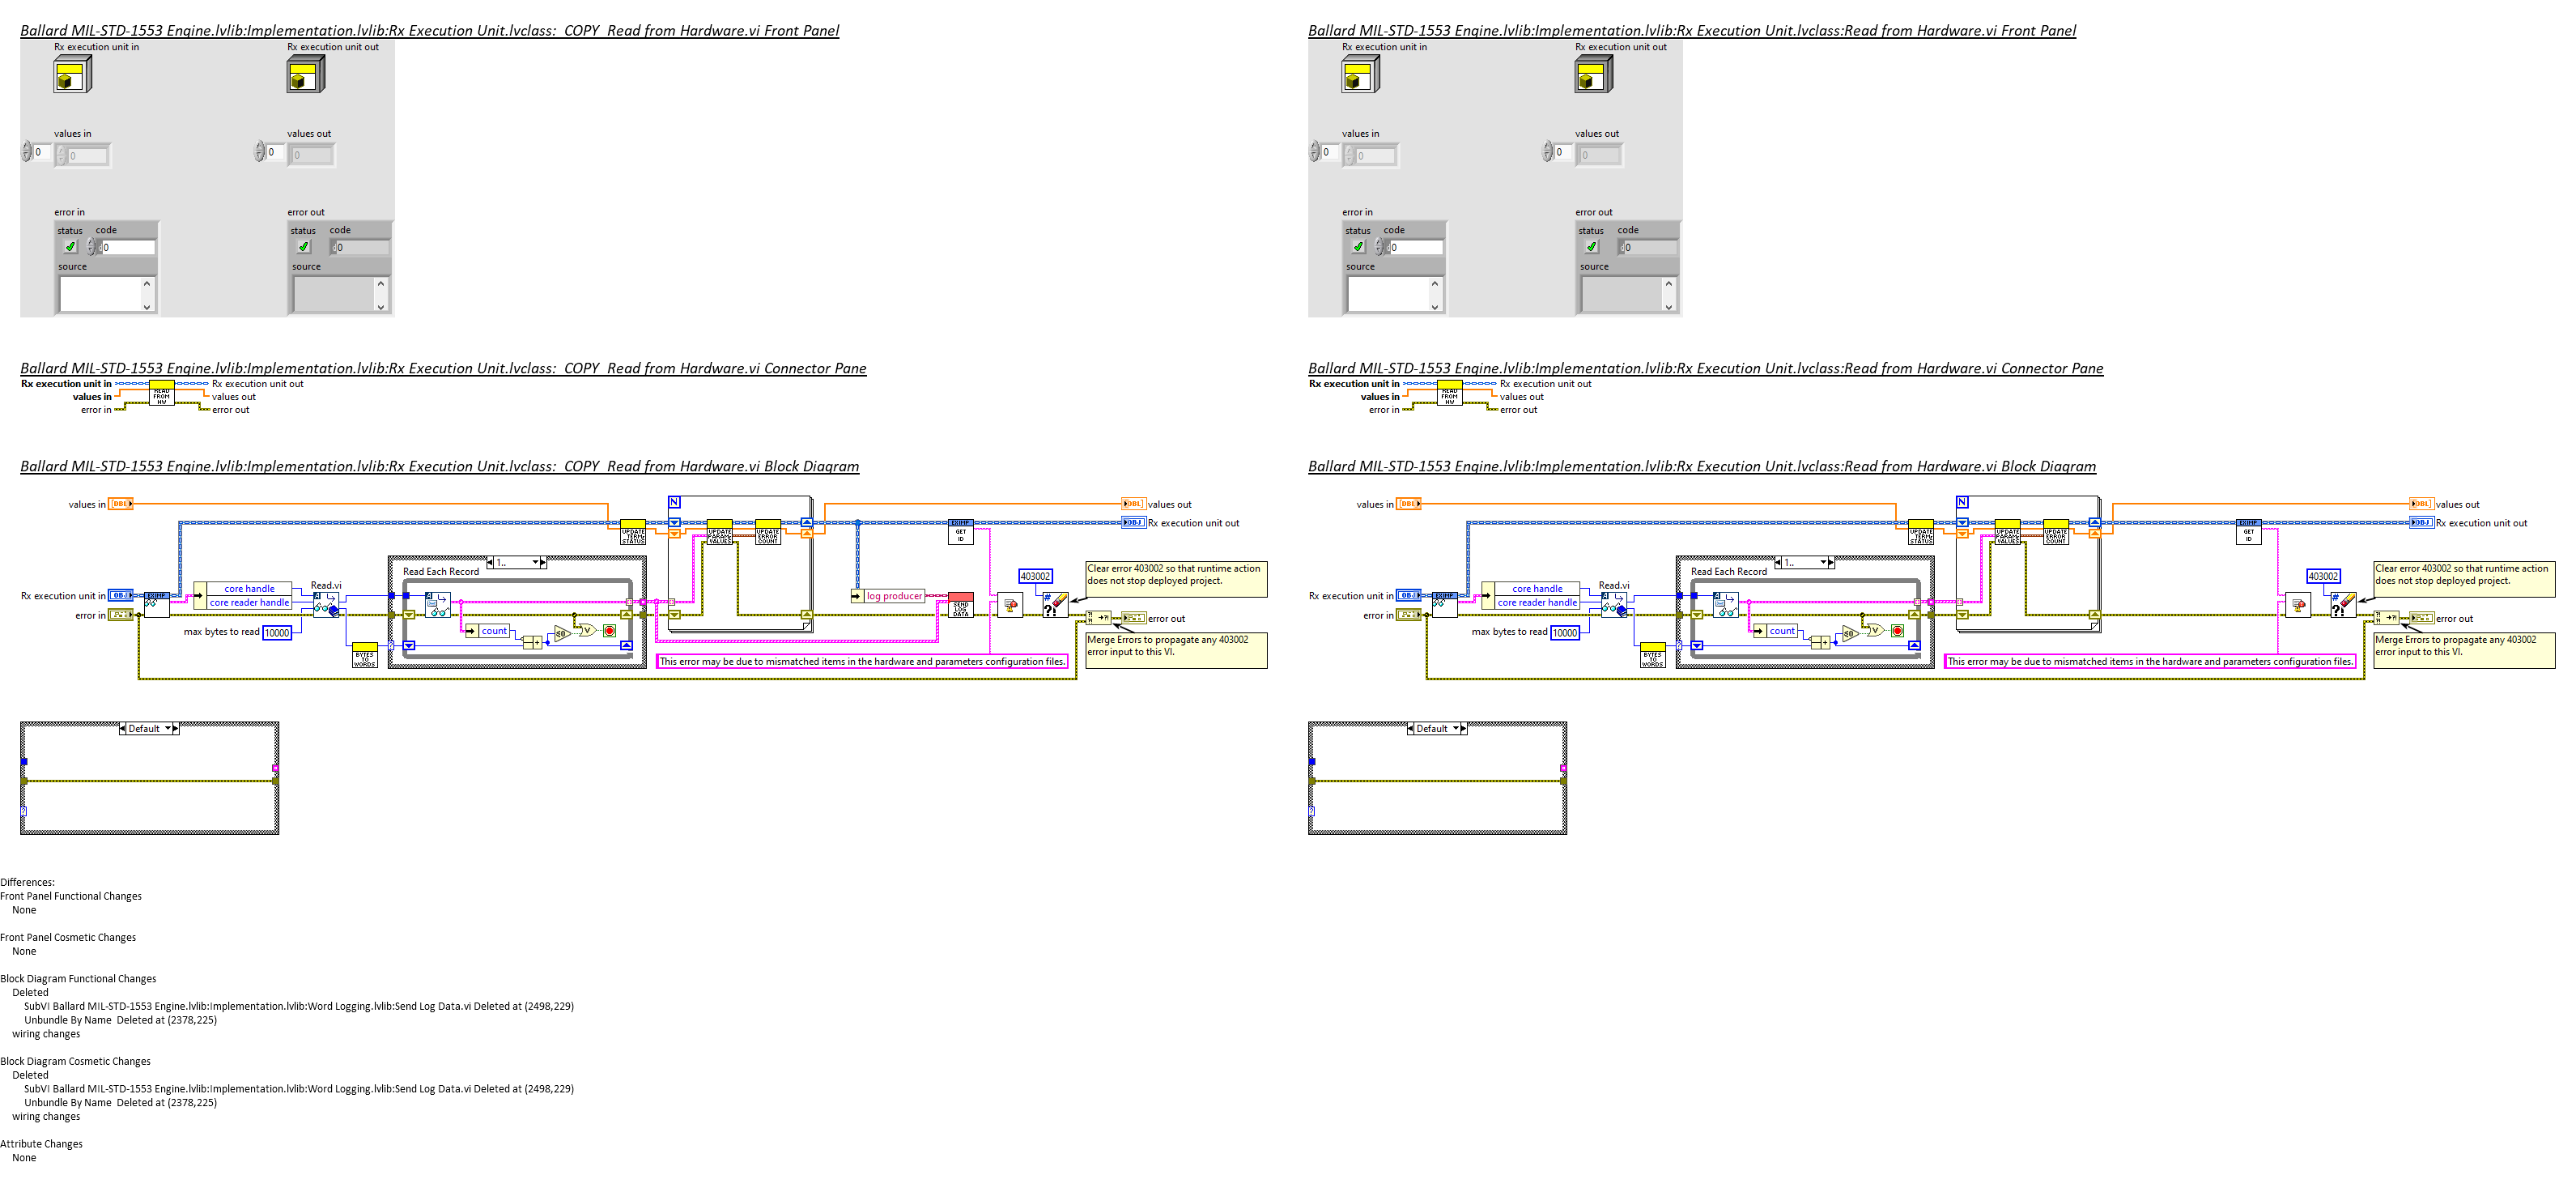 Ballard MIL-STD-1553 Engine.lvlib:Implementation.lvlib:Rx Execution Unit.lvclass:_COPY_Read from Hardware.vi Front Panel
Rx execution unit in
Rx execution unit out
values in
values out
0
0
0
0
error in
error out
status
code
status
code
0
0
source
source
Ballard MIL-STD-1553 Engine.lvlib:Implementation.lvlib:Rx Execution Unit.lvclass:_COPY_Read from Hardware.vi Connector Pane
Rx execution unit in
Rx execution unit out
values in
values out
error in
error out
READ
FROM
HW
Ballard MIL-STD-1553 Engine.lvlib:Implementation.lvlib:Rx Execution Unit.lvclass:_COPY_Read from Hardware.vi Block Diagram
values in
DBL
N
DBL
values out
UPDATE
TERM
STATUS
UPDATE
PARAM
VALUES
UPDATE
ERROR
COUNT
GET
ID
OBJ
Rx execution unit out
1..
Read Each Record
403002
Clear error 403002 so that runtime action
does not stop deployed project.
Rx execution unit in
OBJ
core handle
core reader handle
Read.vi
log producer
SEND
LOG
DATA
error in
max bytes to read
10000
count
error out
BYTES
TO
WORDS
Merge Errors to propagate any 403002
error input to this VI.
This error may be due to mismatched items in the hardware and parameters configuration files.
Default
Differences:
Front Panel Functional Changes
None
Front Panel Cosmetic Changes
None
Block Diagram Functional Changes
Deleted
SubVI Ballard MIL-STD-1553 Engine.lvlib:Implementation.lvlib:Word Logging.lvlib:Send Log Data.vi Deleted at (2498,229)
Unbundle By Name  Deleted at (2378,225)
wiring changes
Block Diagram Cosmetic Changes
Deleted
SubVI Ballard MIL-STD-1553 Engine.lvlib:Implementation.lvlib:Word Logging.lvlib:Send Log Data.vi Deleted at (2498,229)
Unbundle By Name  Deleted at (2378,225)
wiring changes
Attribute Changes
None
Ballard MIL-STD-1553 Engine.lvlib:Implementation.lvlib:Rx Execution Unit.lvclass:Read from Hardware.vi Front Panel
Rx execution unit in
Rx execution unit out
values in
values out
0
0
0
0
error in
error out
status
code
status
code
0
0
source
source
Ballard MIL-STD-1553 Engine.lvlib:Implementation.lvlib:Rx Execution Unit.lvclass:Read from Hardware.vi Connector Pane
Rx execution unit in
Rx execution unit out
values in
values out
error in
error out
READ
FROM
HW
Ballard MIL-STD-1553 Engine.lvlib:Implementation.lvlib:Rx Execution Unit.lvclass:Read from Hardware.vi Block Diagram
values in
DBL
N
DBL
values out
UPDATE
TERM
STATUS
UPDATE
PARAM
VALUES
UPDATE
ERROR
COUNT
GET
ID
OBJ
Rx execution unit out
1..
Read Each Record
403002
Clear error 403002 so that runtime action
does not stop deployed project.
Rx execution unit in
OBJ
core handle
core reader handle
Read.vi
error in
max bytes to read
10000
count
error out
BYTES
TO
WORDS
Merge Errors to propagate any 403002
error input to this VI.
This error may be due to mismatched items in the hardware and parameters configuration files.
Default